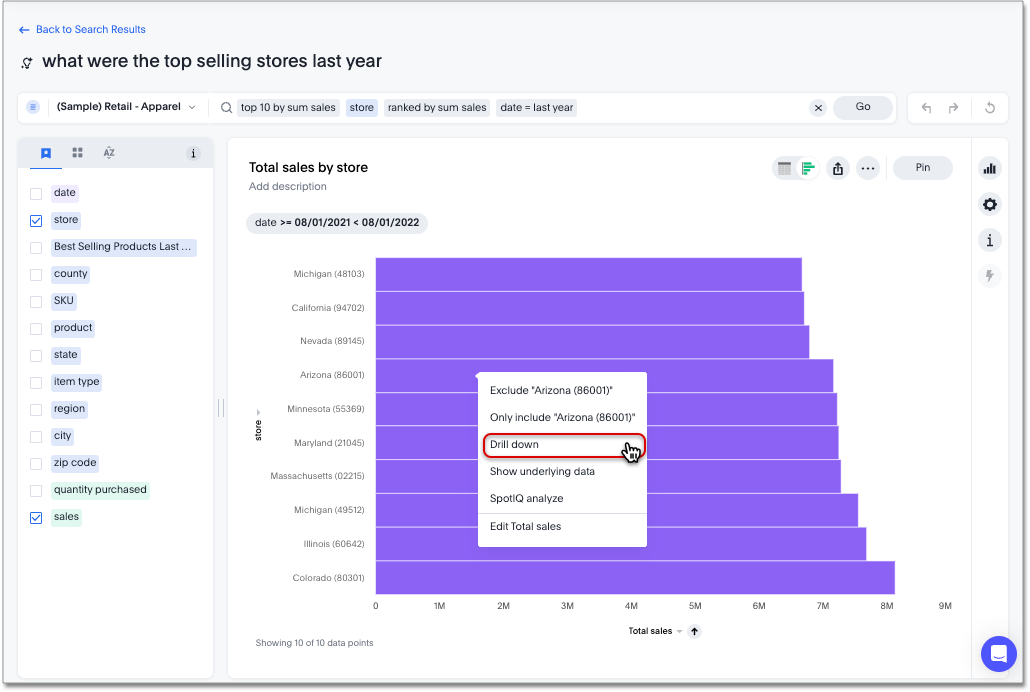 Back to Search Results
what were the top selling stores last year
(Sample) Retail - Apparel
top 10 by sum sales store ranked by sum sales date = last year
Go
AZ
i
date
store
Best Selling Products Last ...
county
SKU
product
state
item type
region
city
zip code
quantity purchased
sales
Total sales by store
Add description
Pin
date >= 08/01/2021 < 08/01/2022
store
Michigan (48103)
California (94702)
Nevada (89145)
Arizona (86001)
Minnesota (55369)
Maryland (21045)
Massachusetts (02215)
Michigan (49512)
Illinois (60642)
Colorado (80301)
Exclude "Arizona (86001)"
Only include "Arizona (86001)"
Drill down
Show underlying data
SpotIQ analyze
Edit Total sales
0 1M 2M 3M 4M 5M 6M 7M 8M 9M
Total sales
Showing 10 of 10 data points
i